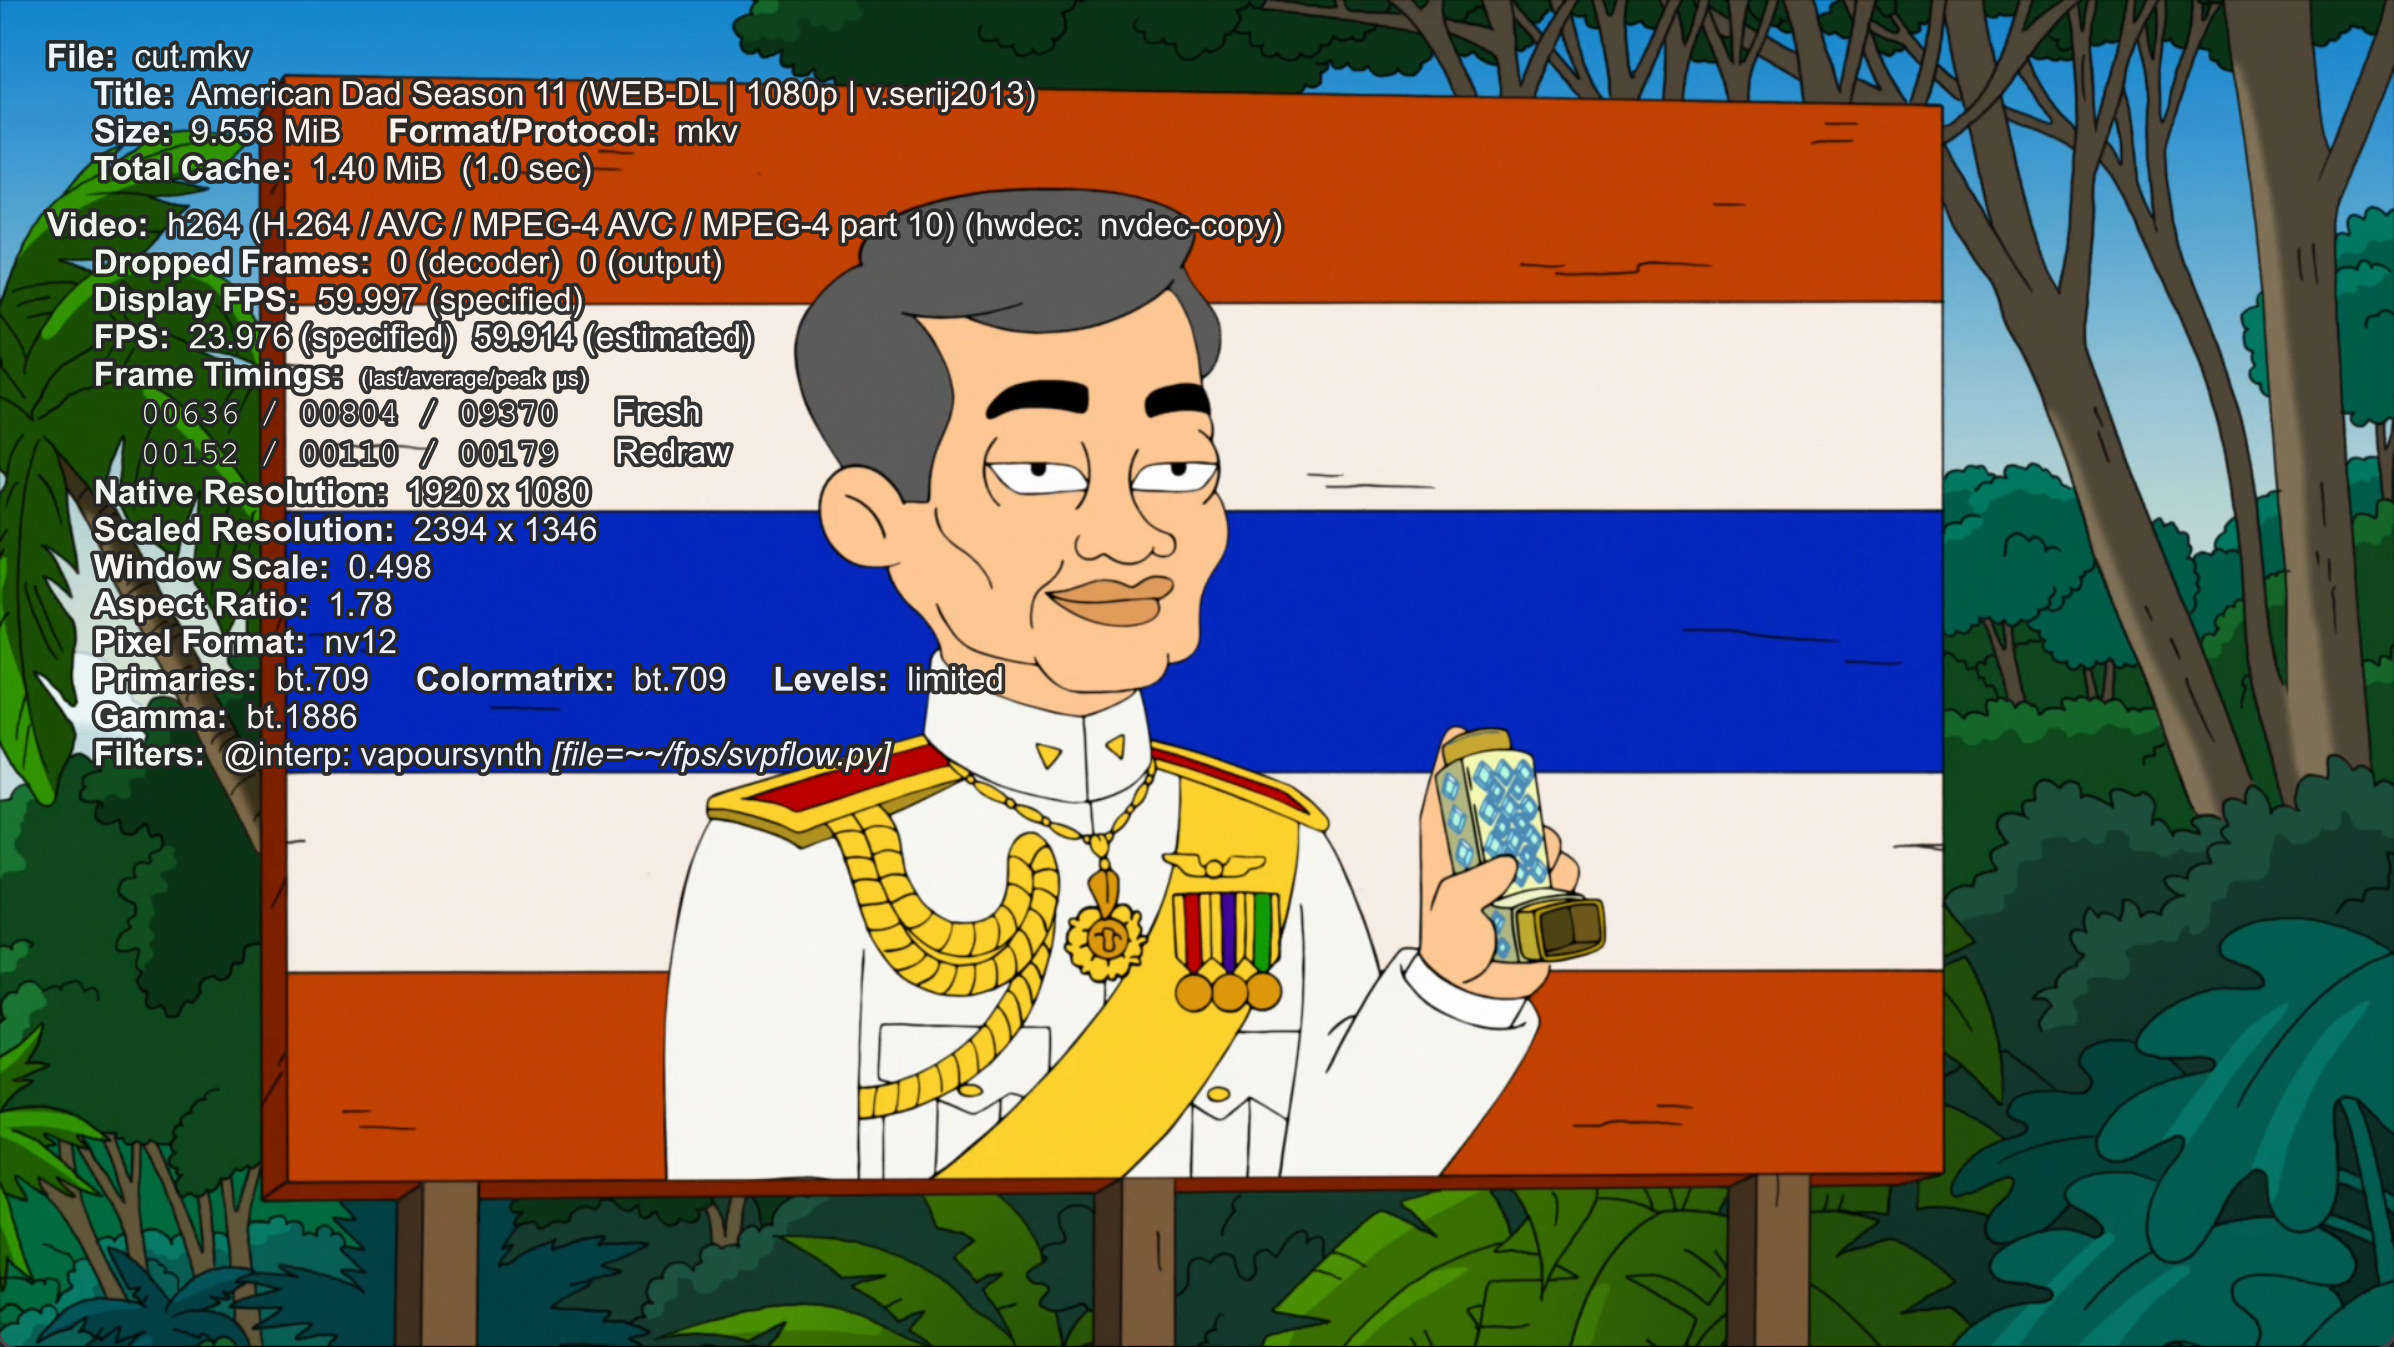 File: cut.mkv
Title: American Dad Season 11 (WEB-DL | 1080p | v.serij2013)
Size: 9.558 MiB Format/Protocol: mkv
Total Cache: 1.40 MiB (1.0 sec)
Video: h264 (H.264 / AVC / MPEG-4 AVC / MPEG-4 part 10) (hwdec: nvdec-copy)
Dropped Frames: 0 (decoder) 0 (output)
Display FPS: 59.997 (specified)
FPS: 23.976 (specified) 59.914 (estimated)
Frame Timings: (last/average/peak μs)
00636 / 00804 / 09370 Fresh
00152 / 00110 / 00179 Redraw
Native Resolution: 1920 x 1080
Scaled Resolution: 2394 x 1346
Window Scale: 0.498
Aspect Ratio: 1.78
Pixel Format: nv12
Primaries: bt.709 Colormatrix: bt.709 Levels: limited
Gamma: bt.1886
Filters: @interp: vapoursynth [file=~~/fps/svpflow.py]